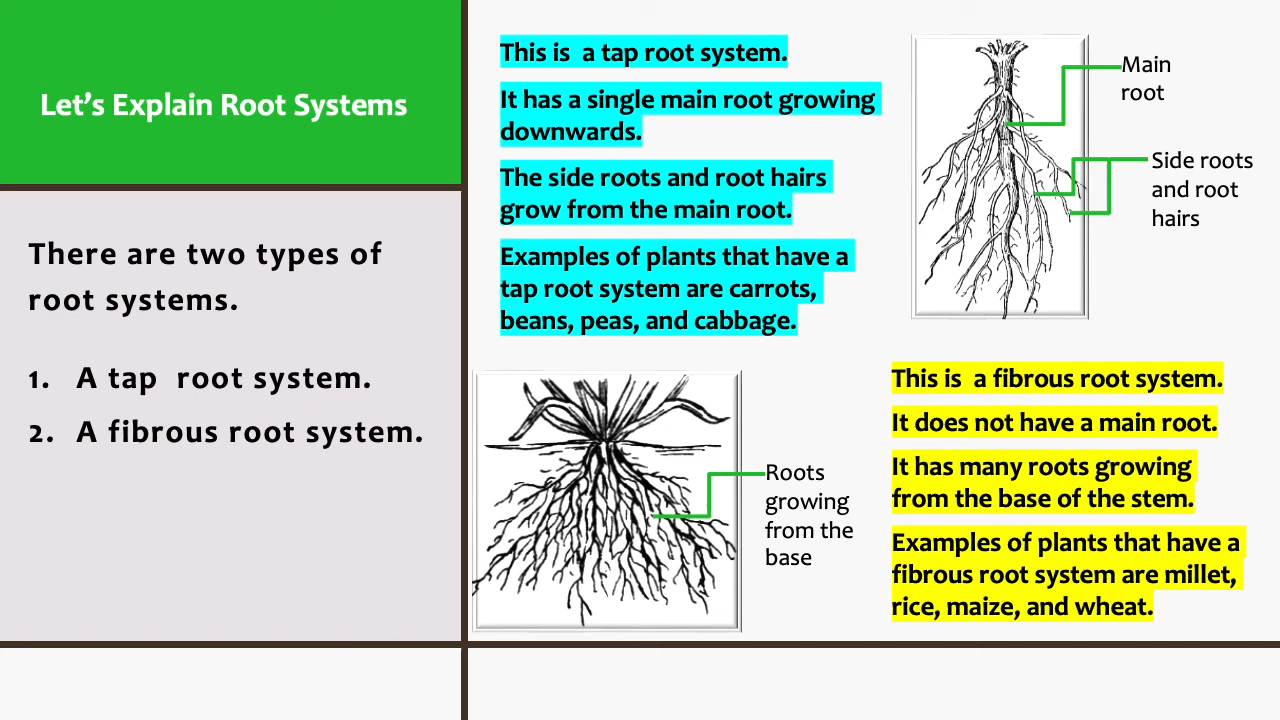 Let's Explain Root Systems
There are two types of
root systems.
1. A tap root system.
2. A fibrous root system.
This is a tap root system.
It has a single main root growing
downwards.
The side roots and root hairs
grow from the main root.
Examples of plants that have a
tap root system are carrots,
beans, peas, and cabbage.
Main
root
Side roots
and root
hairs
Roots
growing
from the
base
This is a fibrous root system.
It does not have a main root.
It has many roots growing
from the base of the stem.
Examples of plants that have a
fibrous root system are millet,
rice, maize, and wheat.